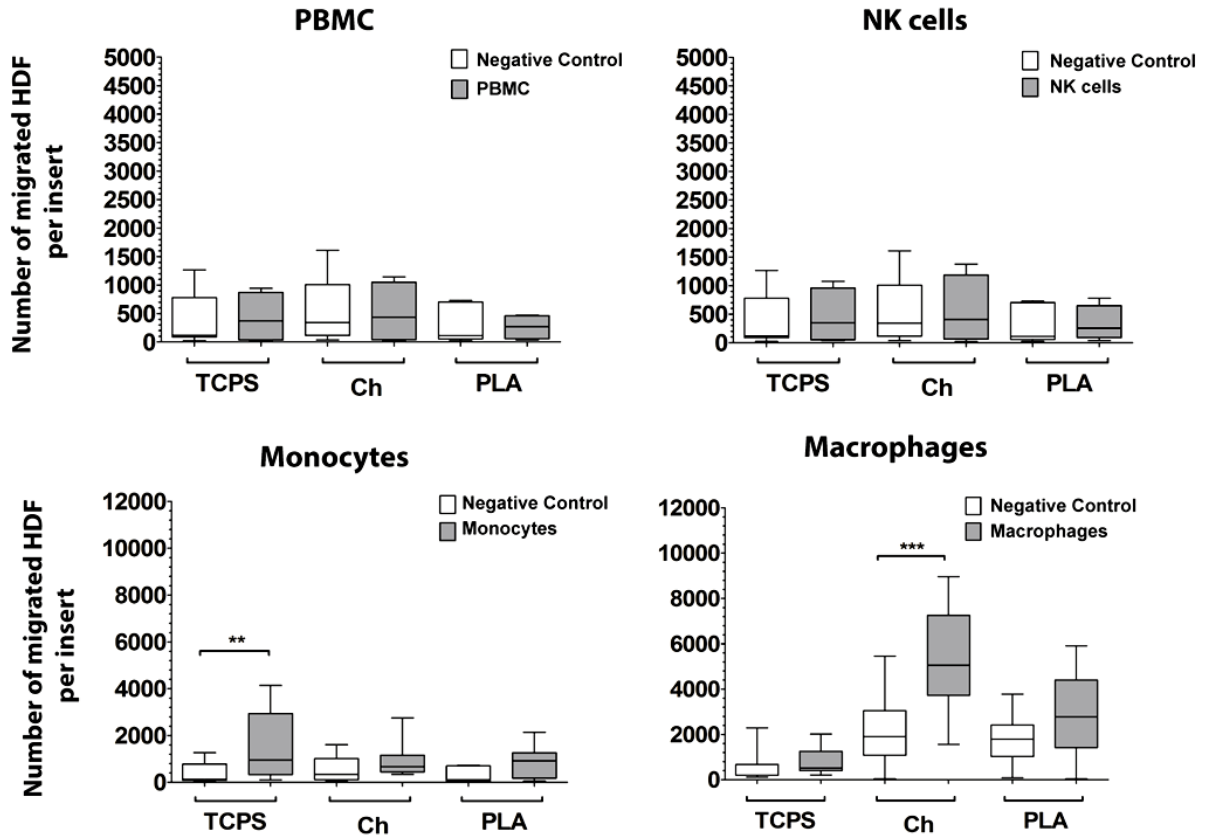 PBMC
Number of migrated HDF
per insert
5000
4500
4000
3500
3000
2500
2000
1500
1000
500
0
Negative Control
PBMC
TCPS
Ch
PLA
NK cells
5000
4500
4000
3500
3000
2500
2000
1500
1000
500
0
Negative Control
NK cells
TCPS
Ch
PLA
Monocytes
Number of migrated HDF
per insert
12000
10000
8000
6000
4000
2000
0
Negative Control
Monocytes
**
TCPS
Ch
PLA
Macrophages
12000
10000
8000
6000
4000
2000
0
Negative Control
Macrophages
***
TCPS
Ch
PLA